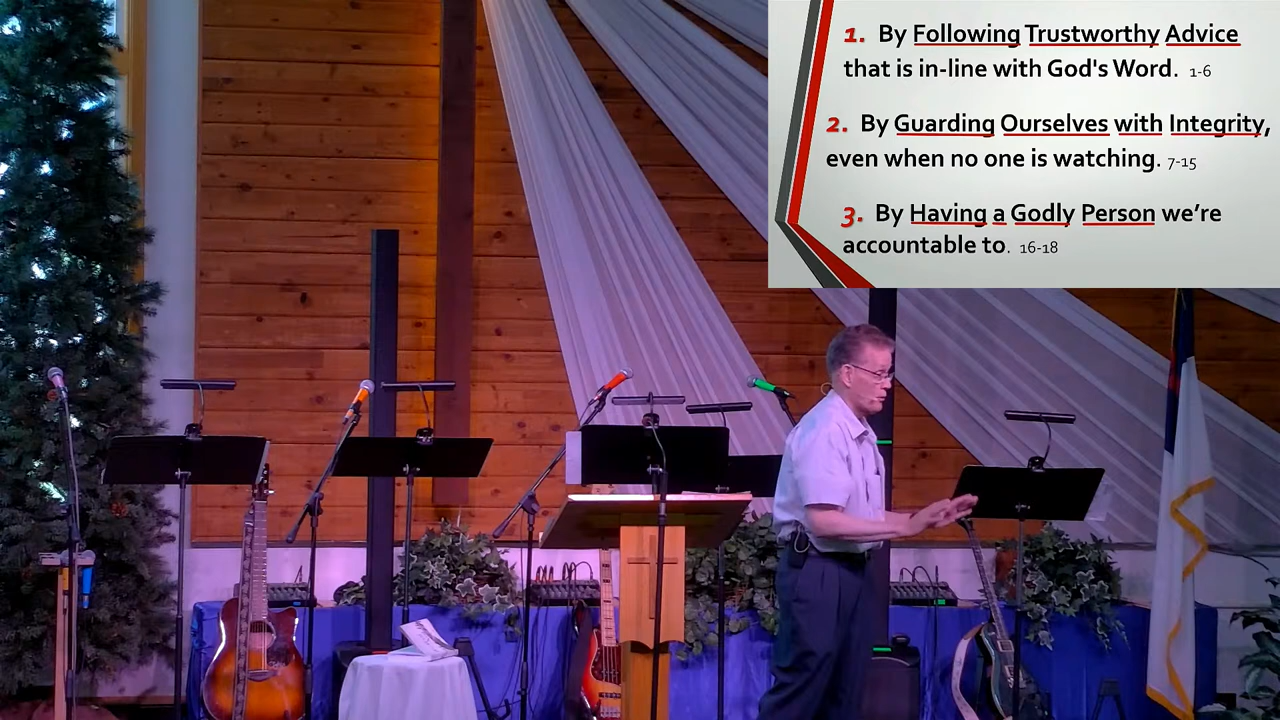 1. By Following Trustworthy Advice
that is in-line with God's Word. 1-6
2. By Guarding Ourselves with Integrity,
even when no one is watching. 7-15
3. By Having a Godly Person we’re
accountable to. 16-18